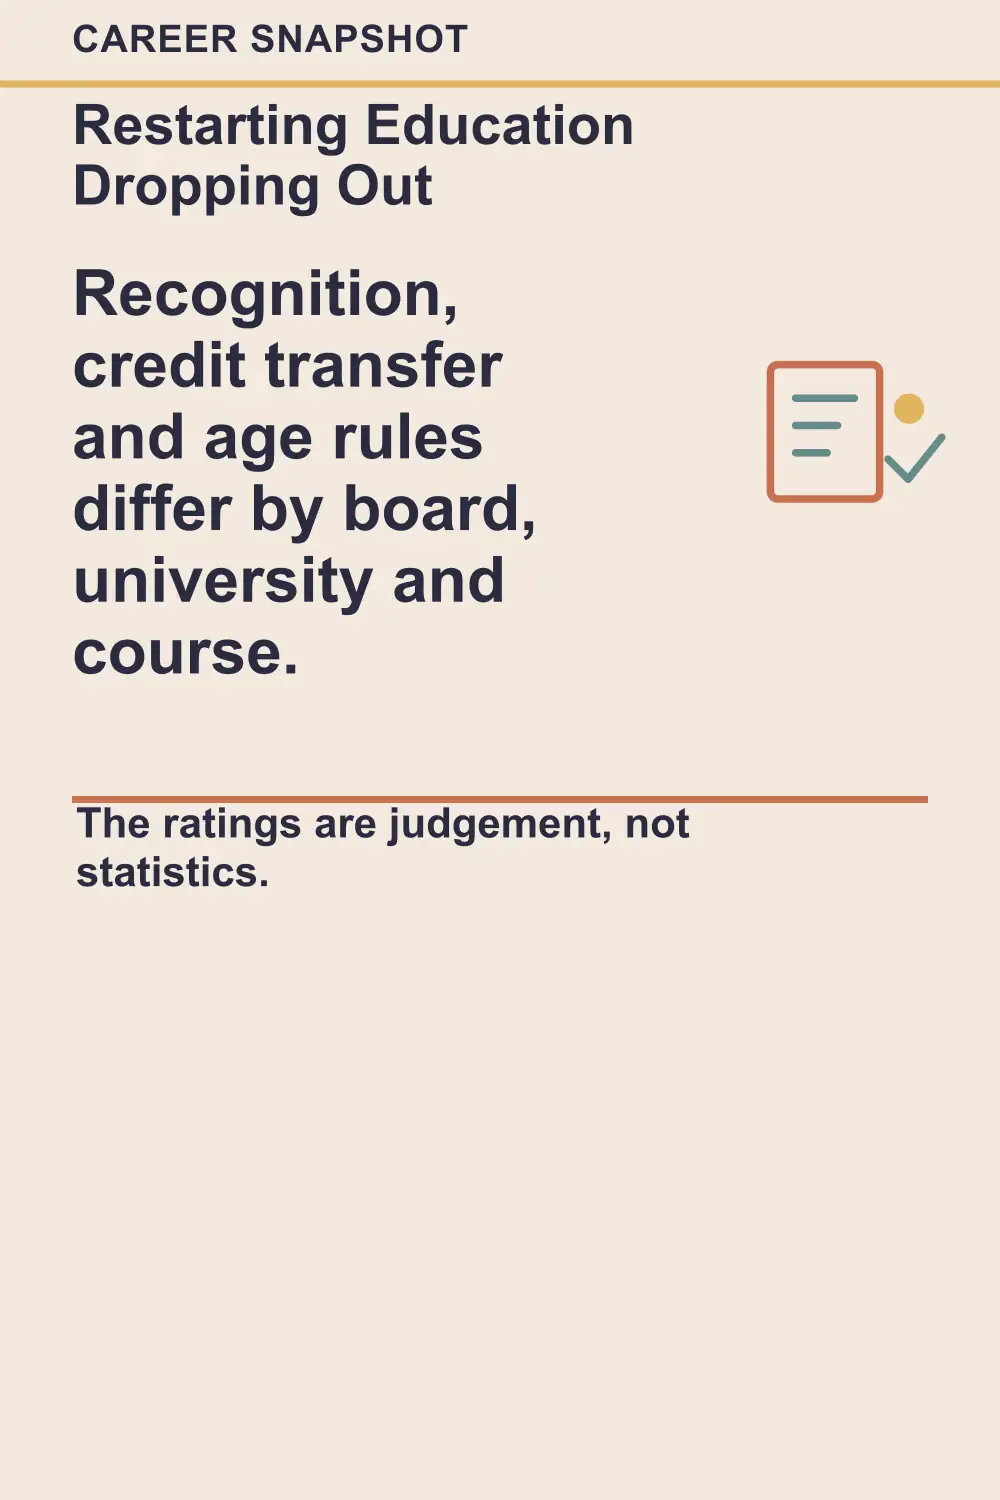 CAREER SNAPSHOT
Restarting Education
Dropping Out
Recognition,
credit transfer
and age rules
differ by board,
university and
course.
The ratings are judgement, not
statistics.